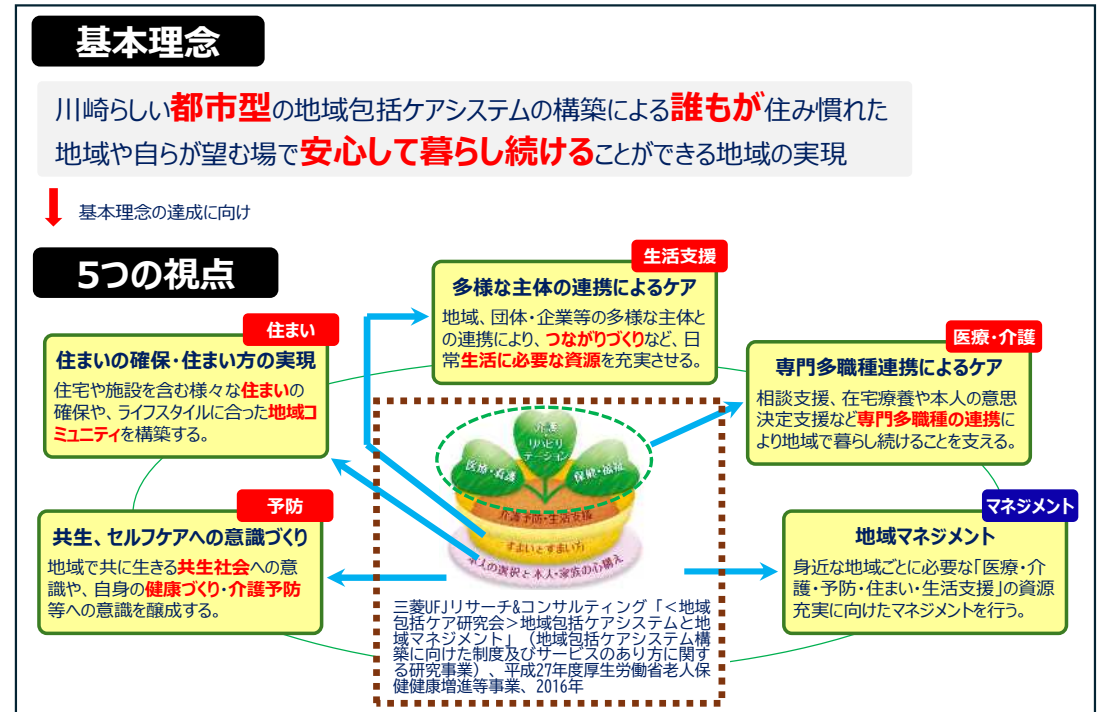 基本理念
川崎らしい都市型の地域包括ケアシステムの構築による誰もが住み慣れた
地域や自らが望む場で安心して暮らし続けることができる地域の実現
基本理念の達成に向け
5つの視点
生活支援
多様な主体の連携によるケア
地域、団体・企業等の多様な主体と
の連携により、つながりづくりなど、日
常生活に必要な資源を充実させる。
住まい
住まいの確保・住まい方の実現
住宅や施設を含む様々な住まいの
確保や、ライフスタイルに合った地域コ
ミュニティを構築する。
医療・介護
専門多職種連携によるケア
相談支援、在宅療養や本人の意思
決定支援など専門多職種の連携に
より地域で暮らし続けることを支える。
予防
共生、セルフケアへの意識づくり
地域で共に生きる共生社会への意
識や、自身の健康づくり・介護予防
等への意識を醸成する。
マネジメント
地域マネジメント
身近な地域ごとに必要な「医療・介
護・予防・住まい・生活支援」の資源
充実に向けたマネジメントを行う。
介護
リハビリ
テーション
医療・看護
保健・福祉
介護予防・生活支援
すまいとすまい方
本人の選択と本人・家族の心構え
三菱UFJリサーチ&コンサルティング「<地域
包括ケア研究会>地域包括ケアシステムと地
域マネジメント」（地域包括ケアシステム構
築に向けた制度及びサービスのあり方に関す
る研究事業）、平成27年度厚生労働省老人保
健健康増進等事業、2016年